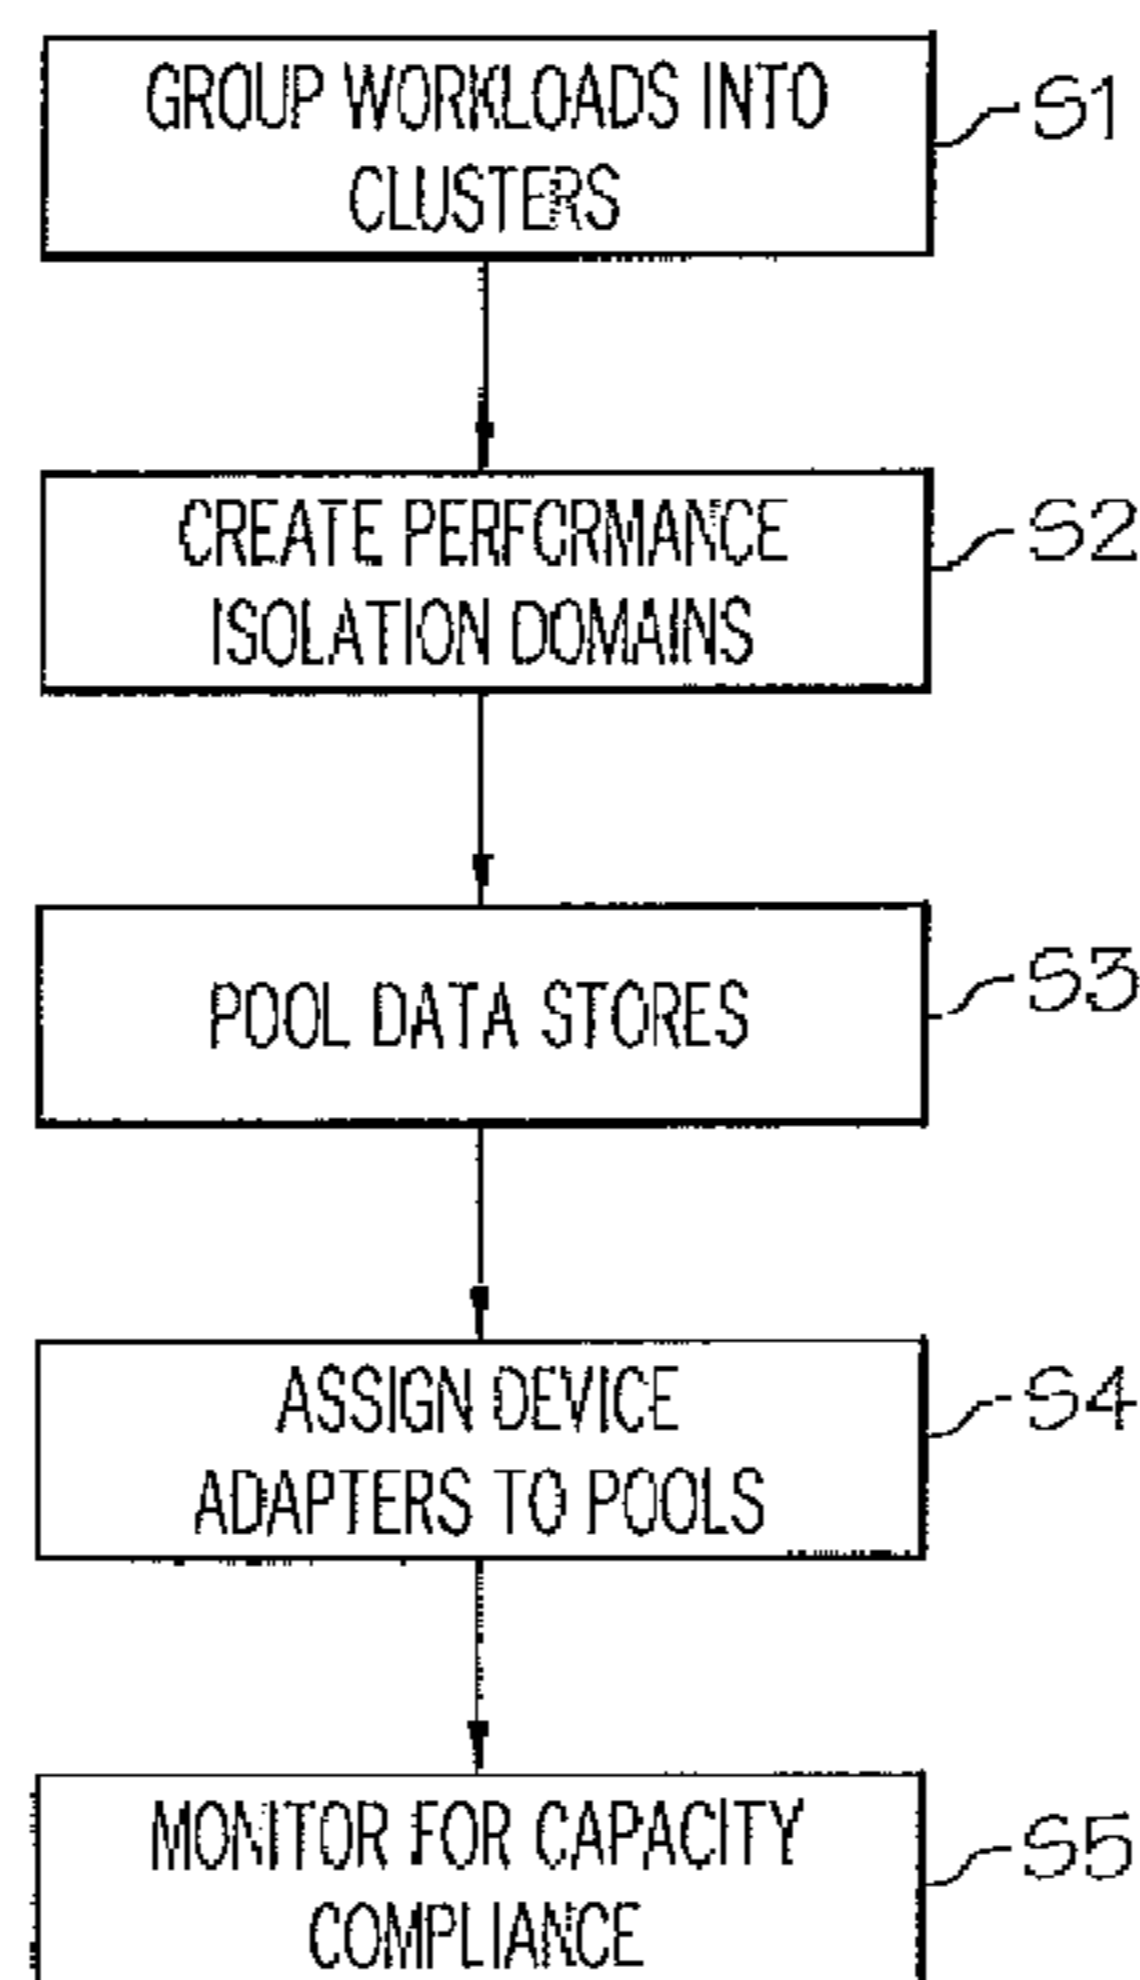 GROUP WORKLOADS INTO
CLUSTERS
S1
CREATE PERFORMANCE
ISOLATION DOMAINS
S2
POOL DATA STORES
S3
ASSIGN DEVICE
ADAPTERS TO POOLS
S4
MONITOR FOR CAPACITY
COMPLIANCE
S5